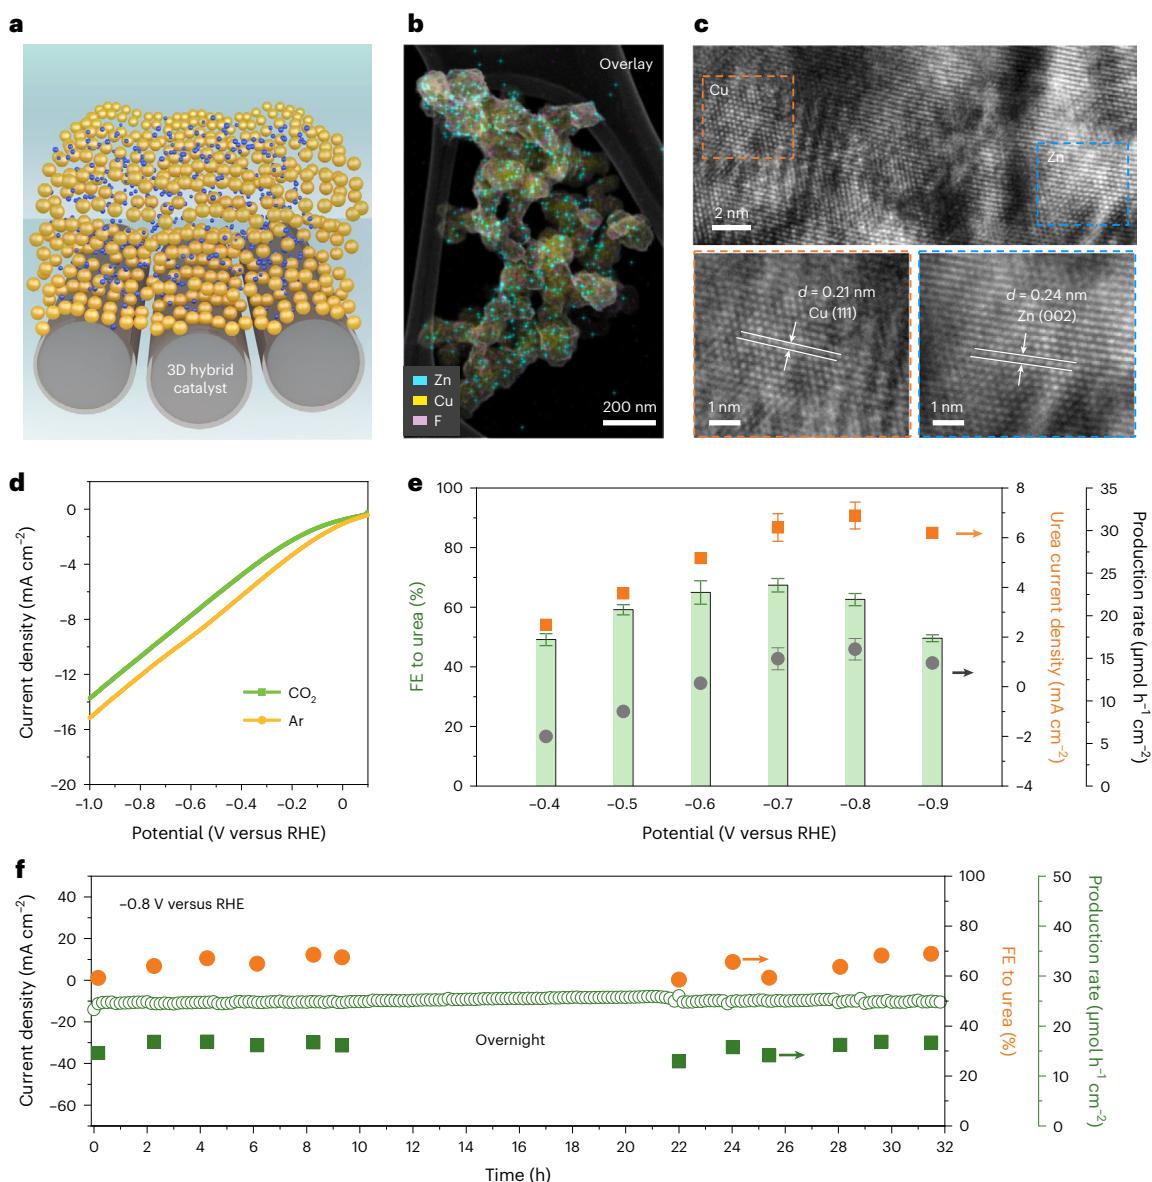 a
3D hybrid
catalyst
b
Overlay
Zn
Cu
F
200 nm
c
Cu
Zn
2 nm
d = 0.21 nm
Cu (111)
1 nm
d = 0.24 nm
Zn (002)
1 nm
d
Current density (mA cm⁻²)
0
−4
−8
−12
−16
−20
CO₂
Ar
−1.0 −0.8 −0.6 −0.4 −0.2 0
Potential (V versus RHE)
e
FE to urea (%)
100
80
60
40
20
0
−0.4 −0.5 −0.6 −0.7 −0.8 −0.9
Potential (V versus RHE)
8
6
4
2
0
−2
−4
Urea current
density (mA cm⁻²)
35
30
25
20
15
10
5
0
Production rate (µmol h⁻¹ cm⁻²)
f
Current density (mA cm⁻²)
40
20
0
−20
−40
−60
−0.8 V versus RHE
Overnight
0 2 4 6 8 10 12 14 16 18 20 22 24 26 28 30 32
Time (h)
100
80
60
40
20
0
FE to urea (%)
50
40
30
20
10
0
Production rate (µmol h⁻¹ cm⁻²)